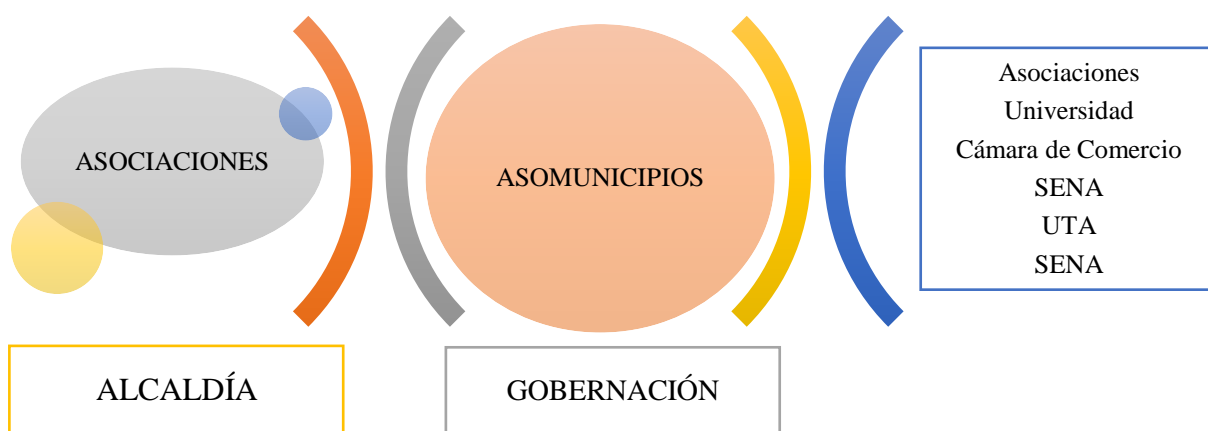 ASOCIACIONES
ASOMUNICIPIOS
Asociaciones
Universidad
Cámara de Comercio
SENA
UTA
SENA
ALCALDÍA
GOBERNACIÓN